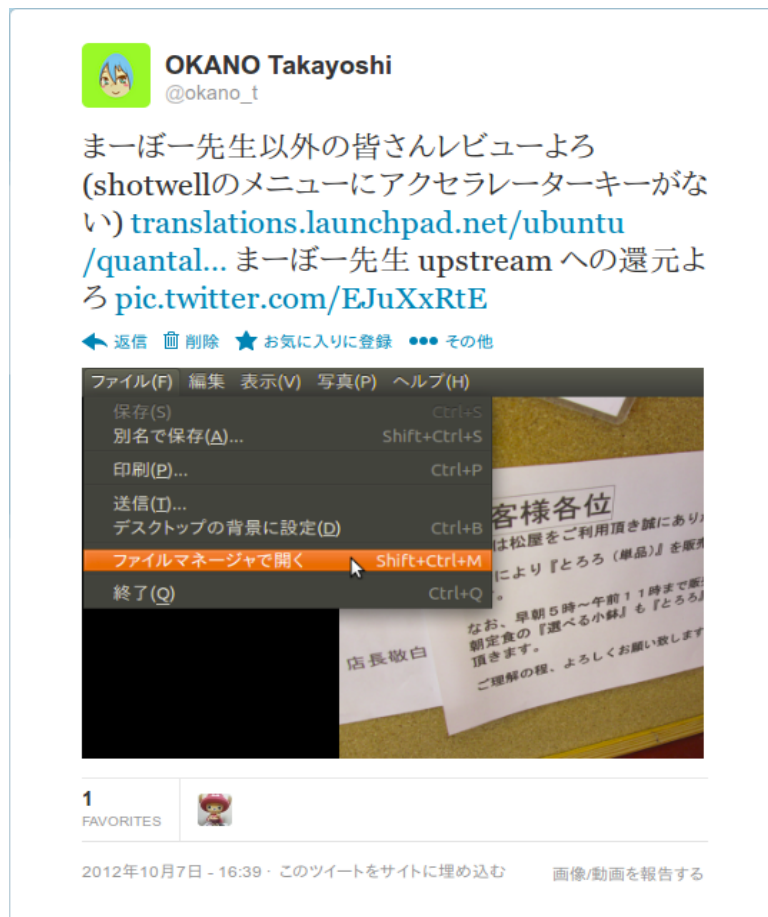 OKANO Takayoshi
@okano_t
まーぼー先生以外の皆さんレビューよろ
(shotwellのメニューにアクセラレーターキーがな
い) translations.launchpad.net/ubuntu
/quantal... まーぼー先生 upstream への還元よ
ろ pic.twitter.com/EJuXxRtE
返信 削除 お気に入りに登録 その他
ファイル(F) 編集 表示(V) 写真(P) ヘルプ(H)
保存(S) Ctrl+S
別名で保存(A)... Shift+Ctrl+S
印刷(P)... Ctrl+P
送信(T)...
デスクトップの背景に設定(D) Ctrl+B
ファイルマネージャで開く Shift+Ctrl+M
終了(Q) Ctrl+Q
客様各位
は松屋をご利用頂き誠にあり
により『とろろ（単品）』を販売
。
なお、早朝５時～午前１１時まで販
朝定食の『選べる小鉢』も『とろろ』
頂きます。
ご理解の程、よろしくお願い致します
店長敬白
1
FAVORITES
2012年10月7日 - 16:39 · このツイートをサイトに埋め込む 画像/動画を報告する